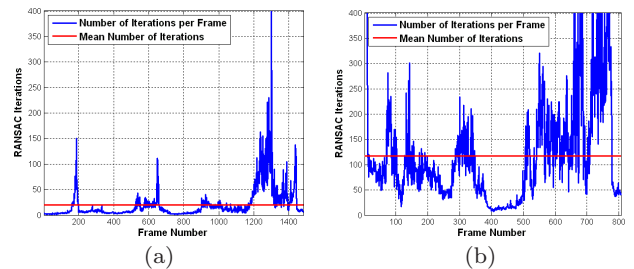 400
350
300
250
200
150
100
50
0
RANSAC Iterations
Number of Iterations per Frame
Mean Number of Iterations
200 400 600 800 1000 1200 1400
Frame Number
(a)
400
350
300
250
200
150
100
50
0
RANSAC Iterations
Number of Iterations per Frame
Mean Number of Iterations
100 200 300 400 500 600 700 800
Frame Number
(b)